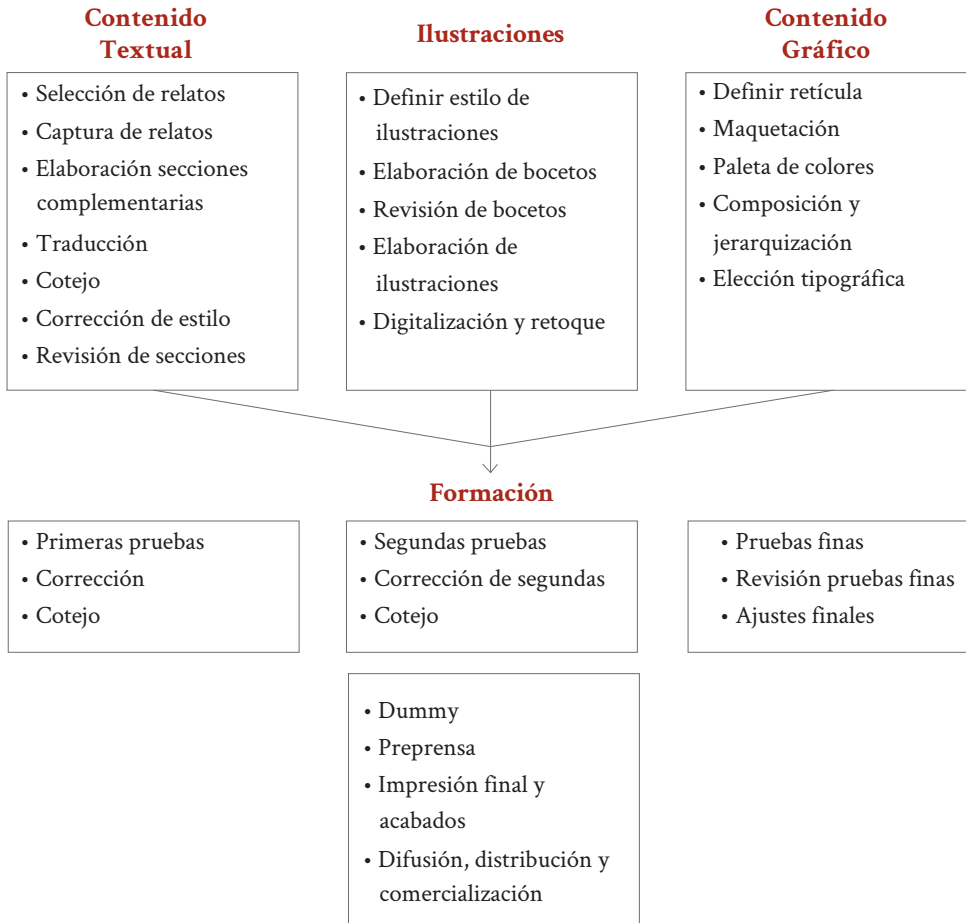 Contenido
Textual
• Selección de relatos
• Captura de relatos
• Elaboración secciones
complementarias
• Traducción
• Cotejo
• Corrección de estilo
• Revisión de secciones
Ilustraciones
• Definir estilo de
ilustraciones
• Elaboración de bocetos
• Revisión de bocetos
• Elaboración de
ilustraciones
• Digitalización y retoque
Contenido
Gráfico
• Definir retícula
• Maquetación
• Paleta de colores
• Composición y
jerarquización
• Elección tipográfica
Formación
• Primeras pruebas
• Corrección
• Cotejo
• Segundas pruebas
• Corrección de segundas
• Cotejo
• Pruebas finas
• Revisión pruebas finas
• Ajustes finales
• Dummy
• Preprensa
• Impresión final y
acabados
• Difusión, distribución y
comercialización